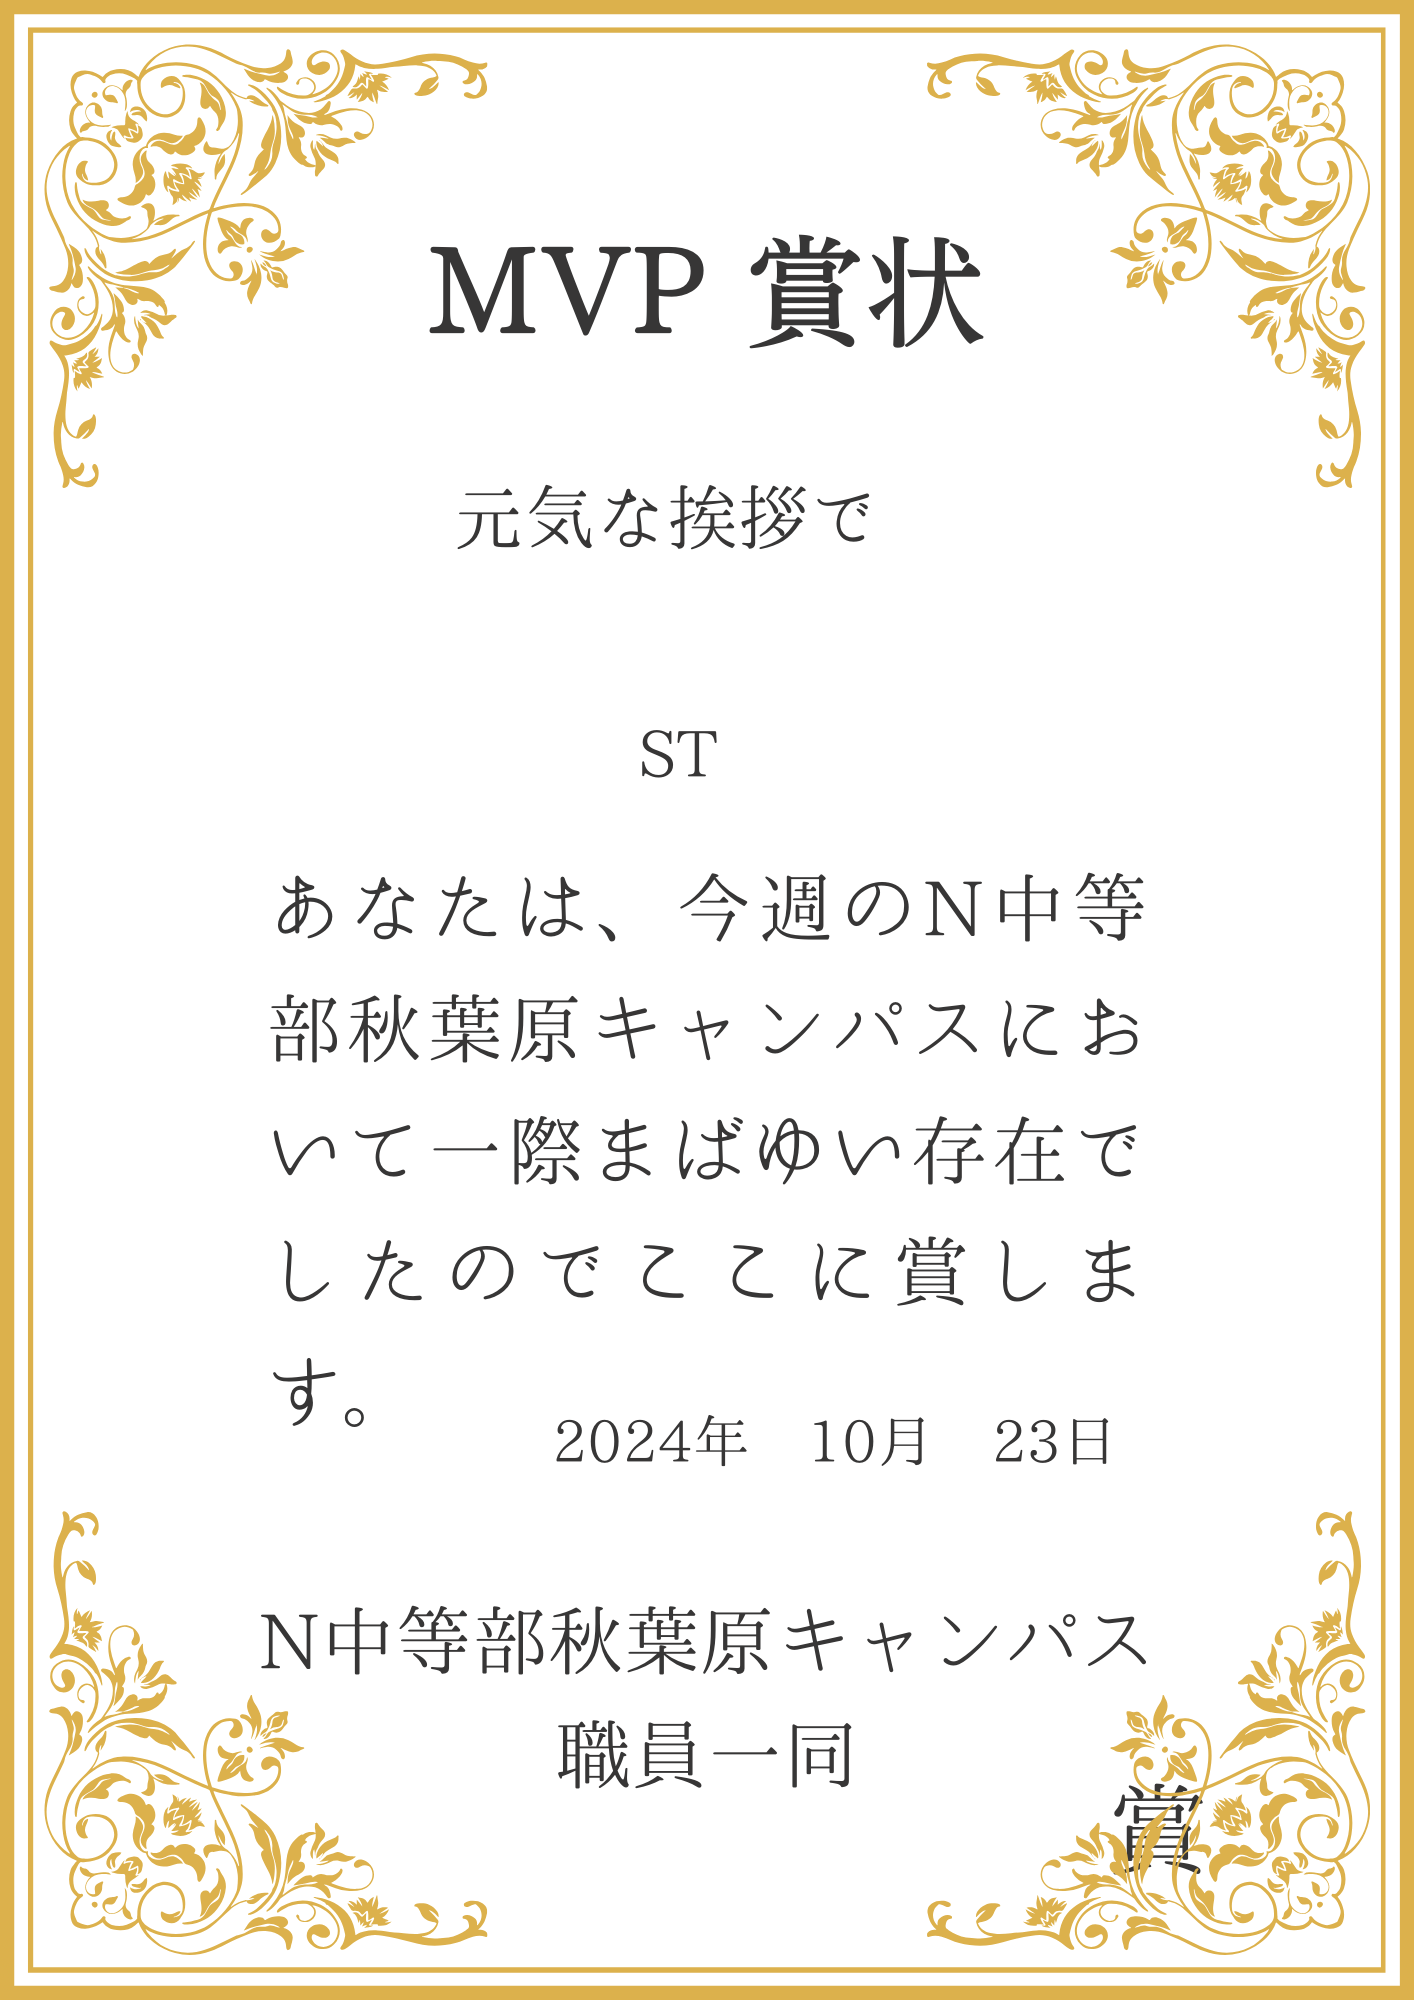 MVP 賞状
元気な挨拶で
ST
あなたは、今週のN中等
部秋葉原キャンパスにお
いて一際まばゆい存在で
したのでここに賞しま
す。
2024年　10月　23日
N中等部秋葉原キャンパス
職員一同
賞